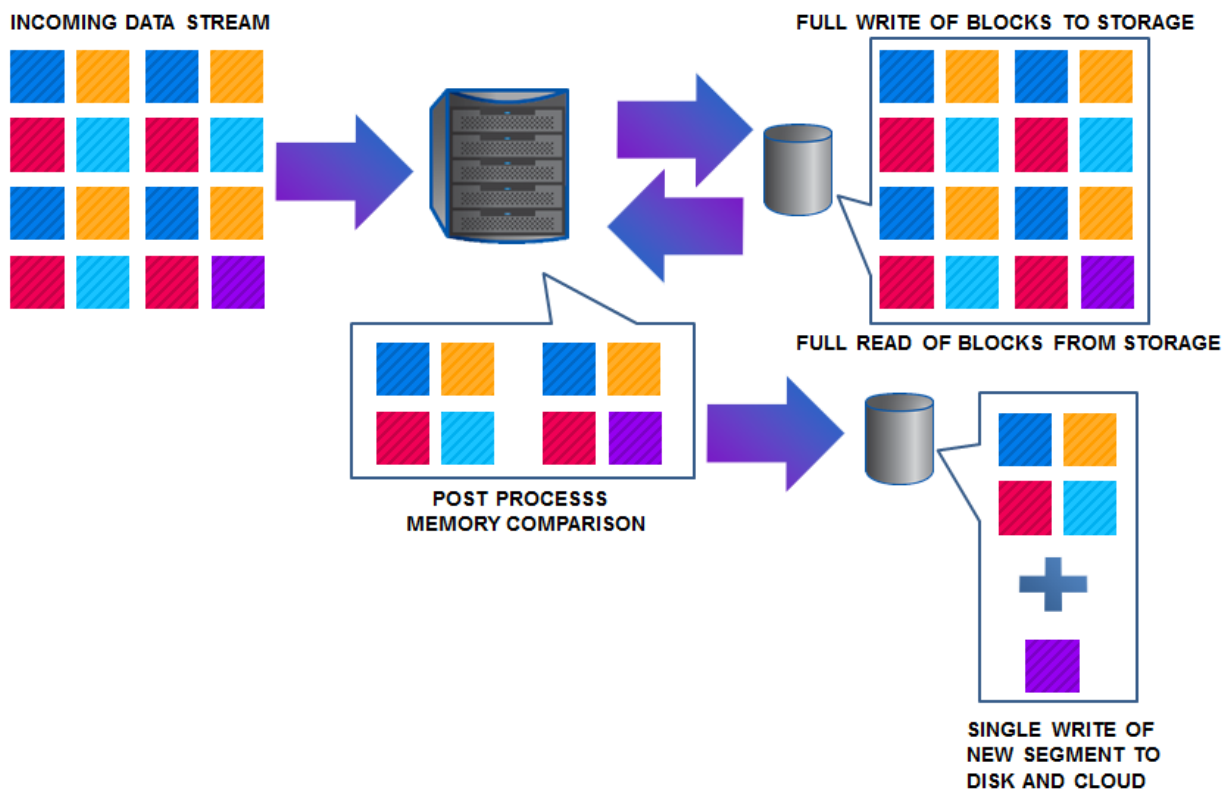 INCOMING DATA STREAM
FULL WRITE OF BLOCKS TO STORAGE
FULL READ OF BLOCKS FROM STORAGE
POST PROCESSS
MEMORY COMPARISON
SINGLE WRITE OF
NEW SEGMENT TO
DISK AND CLOUD